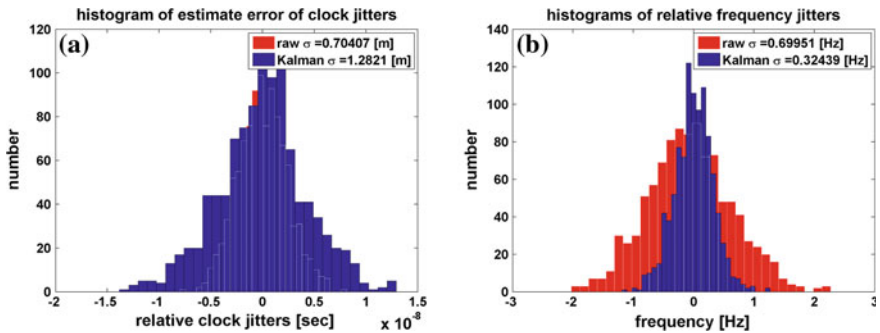 histogram of estimate error of clock jitters
(a)
raw σ =0.70407 [m]
Kalman σ =1.2821 [m]
number
120
100
80
60
40
20
0
-2 -1.5 -1 -0.5 0 0.5 1 1.5
relative clock jitters [sec]
x 10⁻⁸
histograms of relative frequency jitters
(b)
raw σ =0.69951 [Hz]
Kalman σ =0.32439 [Hz]
number
140
120
100
80
60
40
20
0
-3 -2 -1 0 1 2 3
frequency [Hz]